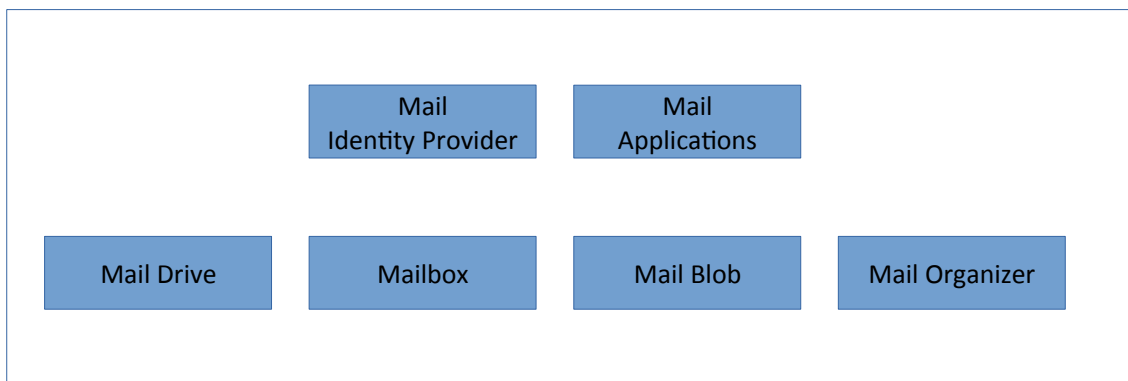 Mail
Identity Provider
Mail
Applications
Mail Drive
Mailbox
Mail Blob
Mail Organizer